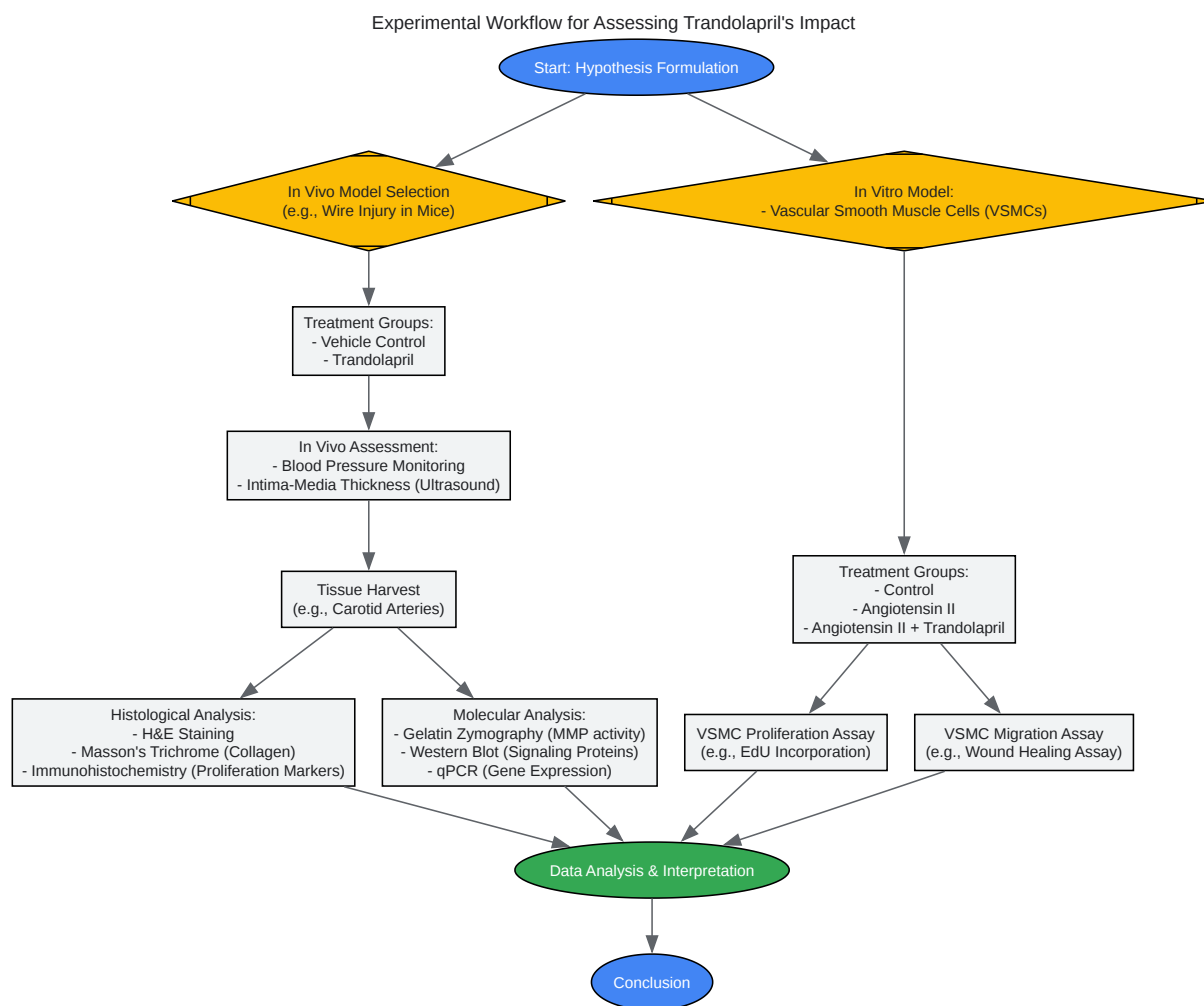 Experimental Workflow for Assessing Trandolapril's Impact
Start: Hypothesis Formulation
In Vivo Model Selection
(e.g., Wire Injury in Mice)
In Vitro Model:
- Vascular Smooth Muscle Cells (VSMCs)
Treatment Groups:
- Vehicle Control
- Trandolapril
In Vivo Assessment:
- Blood Pressure Monitoring
- Intima-Media Thickness (Ultrasound)
Tissue Harvest
(e.g., Carotid Arteries)
Treatment Groups:
- Control
- Angiotensin II
- Angiotensin II + Trandolapril
Histological Analysis:
- H&E Staining
- Masson's Trichrome (Collagen)
- Immunohistochemistry (Proliferation Markers)
Molecular Analysis:
- Gelatin Zymography (MMP activity)
- Western Blot (Signaling Proteins)
- qPCR (Gene Expression)
VSMC Proliferation Assay
(e.g., EdU Incorporation)
VSMC Migration Assay
(e.g., Wound Healing Assay)
Data Analysis & Interpretation
Conclusion